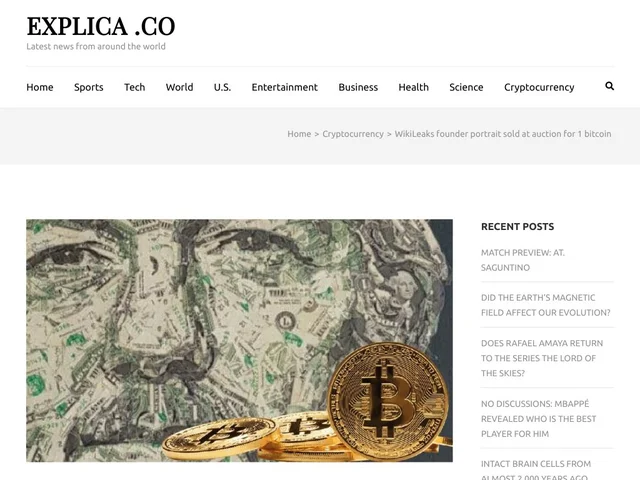 EXPLICA .CO
Latest news from around the world
Home Sports Tech World U.S. Entertainment Business Health Science Cryptocurrency
Home > Cryptocurrency > WikiLeaks founder portrait sold at auction for 1 bitcoin
RECENT POSTS
MATCH PREVIEW: AT.
SAGUNTINO
DID THE EARTH'S MAGNETIC
FIELD AFFECT OUR EVOLUTION?
DOES RAFAEL AMAYA RETURN
TO THE SERIES THE LORD OF
THE SKIES?
NO DISCUSSIONS: MBAPPÉ
REVEALED WHO IS THE BEST
PLAYER FOR HIM
INTACT BRAIN CELLS FROM
ALMOST 2,000 YEARS AGO